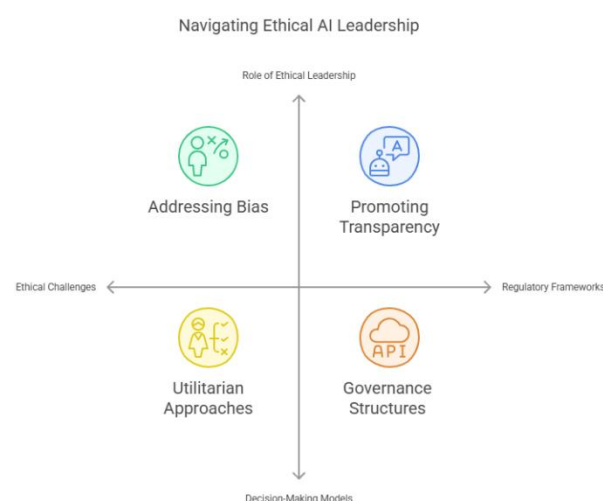 Navigating Ethical AI Leadership
Role of Ethical Leadership
A
Addressing Bias
Promoting
Transparency
Ethical Challenges
Regulatory Frameworks
API
Utilitarian
Approaches
Governance
Structures
Decision-Making Models